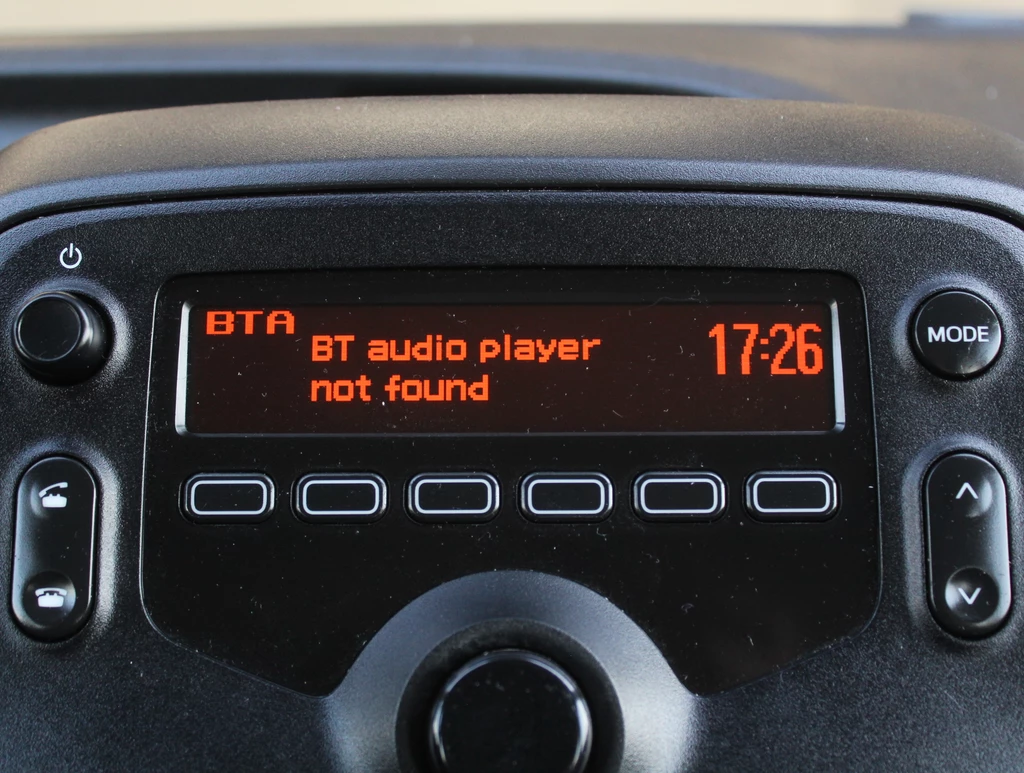 BTA
BT audio player
not found
17:26
MODE